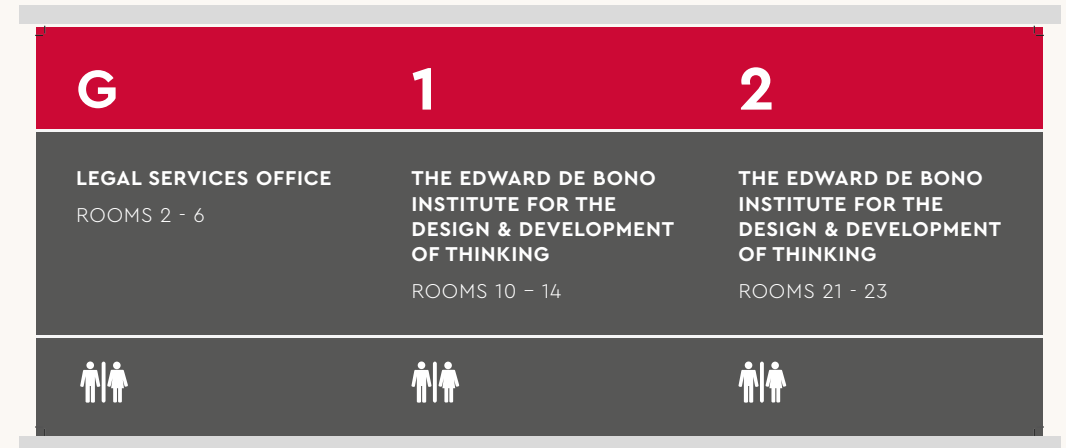 G
LEGAL SERVICES OFFICE
ROOMS 2 - 6
1
THE EDWARD DE BONO
INSTITUTE FOR THE
DESIGN & DEVELOPMENT
OF THINKING
ROOMS 10 – 14
2
THE EDWARD DE BONO
INSTITUTE FOR THE
DESIGN & DEVELOPMENT
OF THINKING
ROOMS 21 - 23